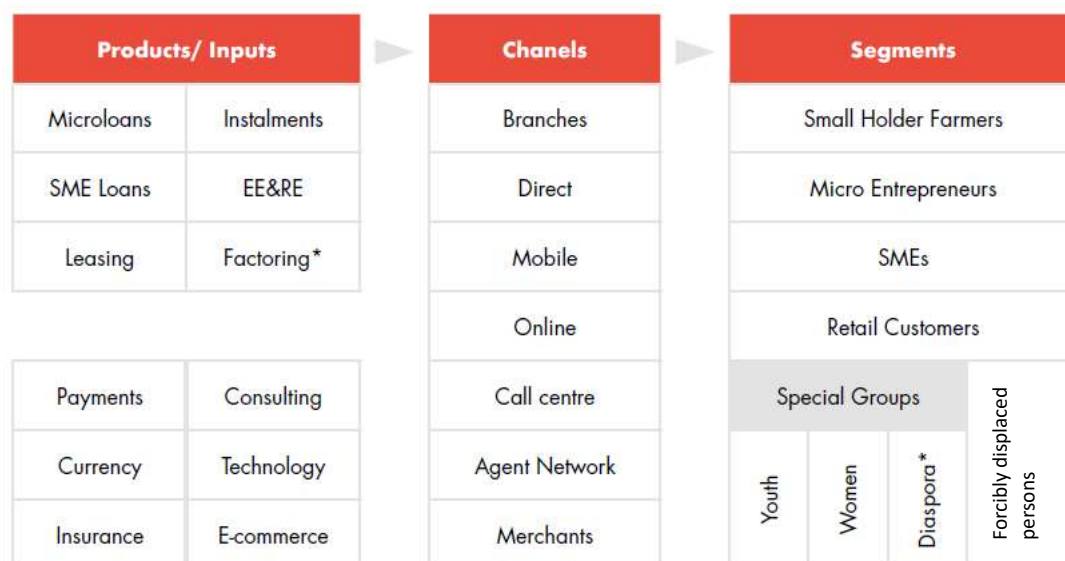 Products/ Inputs
Chanels
Segments
Microloans
Instalments
Branches
Small Holder Farmers
SME Loans
EE&RE
Direct
Micro Entrepreneurs
Leasing
Factoring*
Mobile
SMEs
Online
Retail Customers
Payments
Consulting
Call centre
Special Groups
Currency
Technology
Agent Network
Insurance
E-commerce
Merchants
Youth
Women
Diaspora*
Forcibly displaced
persons